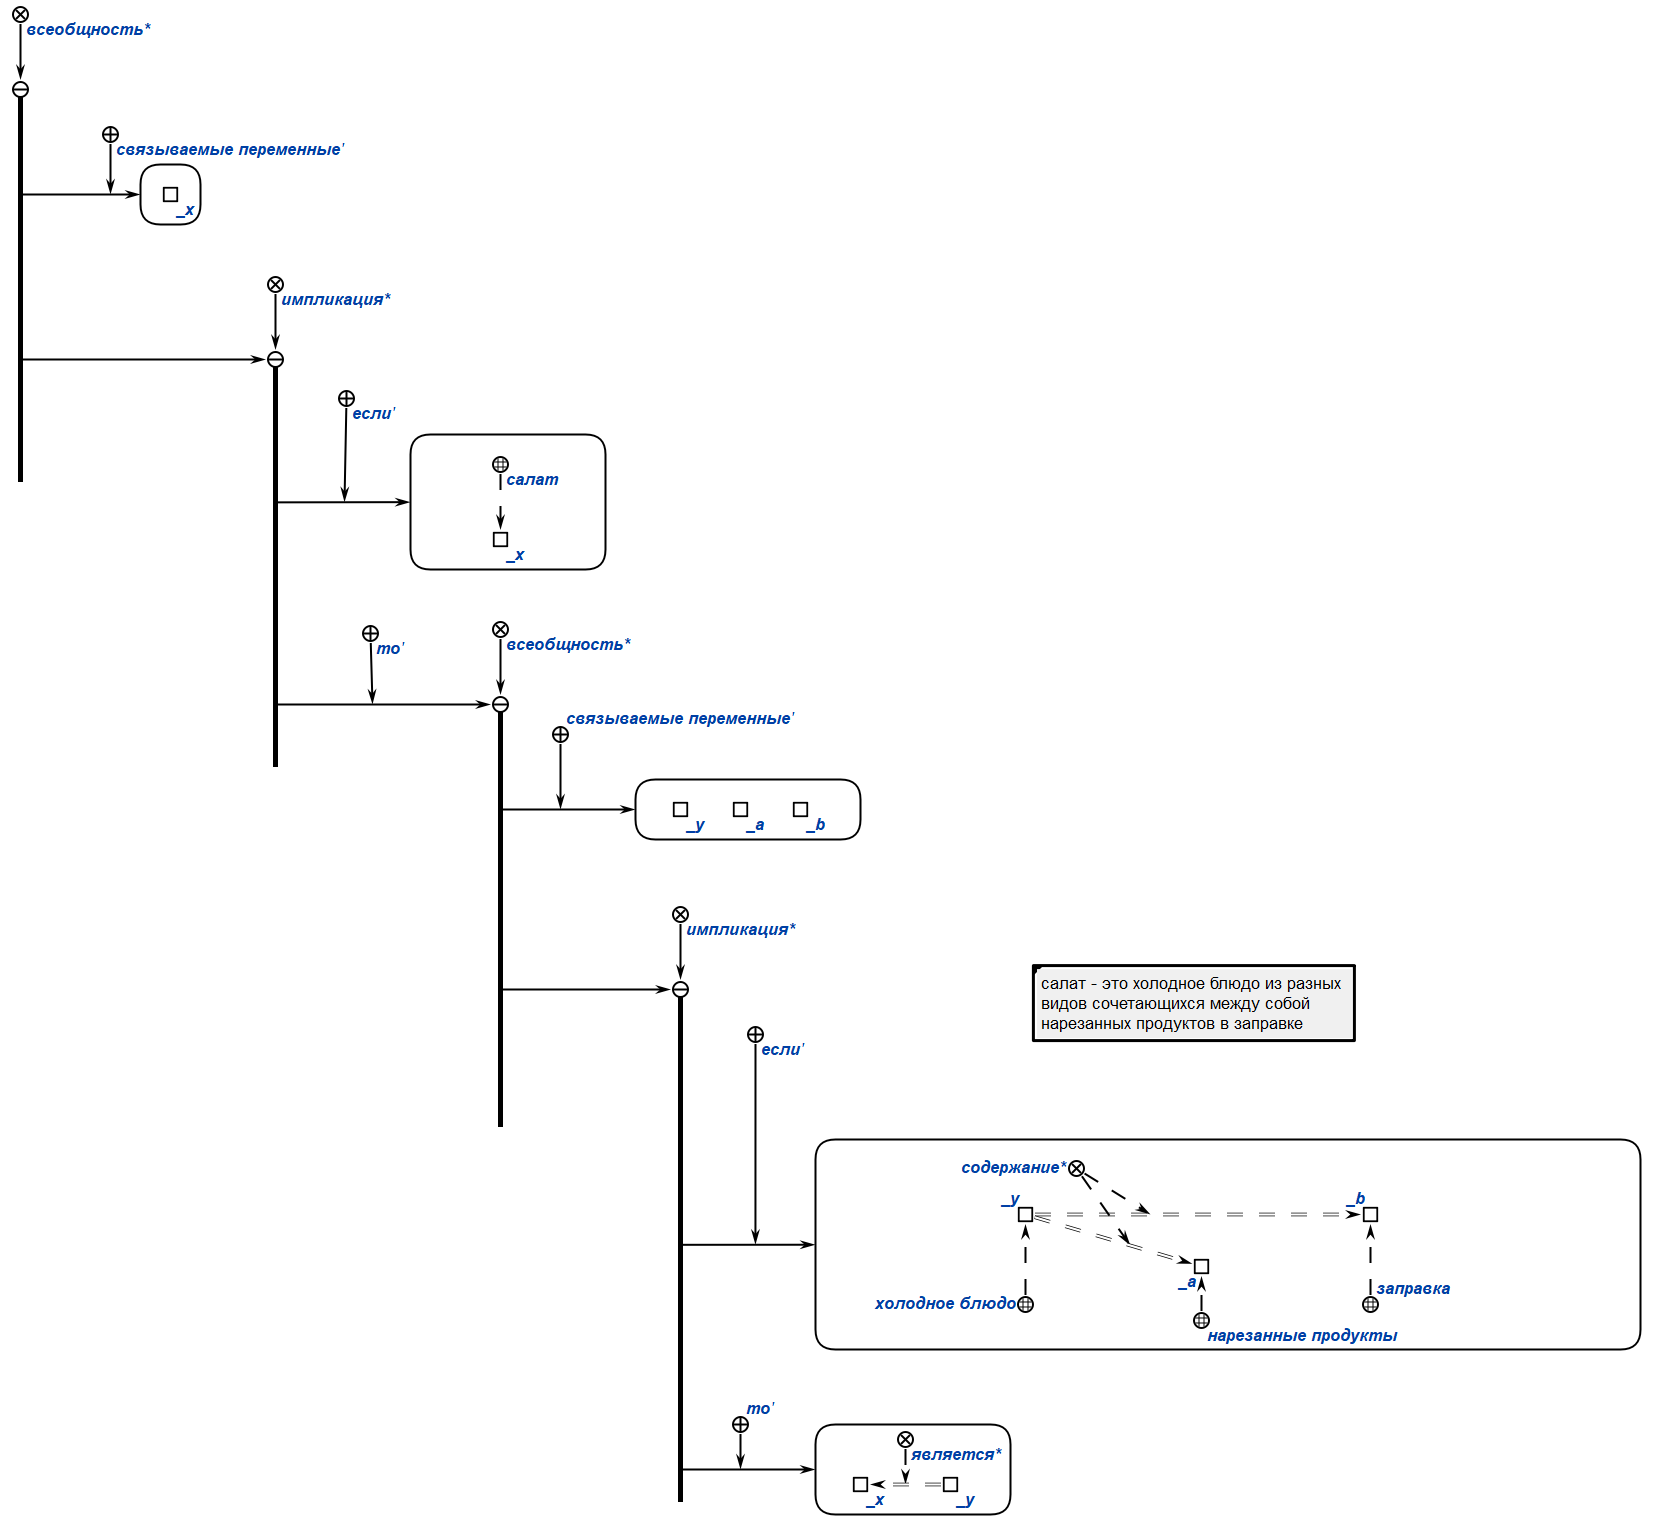 всеобщность*
связываемые переменные'
_x
импликация*
если'
салат
_x
то'
всеобщность*
связываемые переменные'
_y
_a
_b
импликация*
салат - это холодное блюдо из разных
видов сочетающихся между собой
нарезанных продуктов в заправке
если'
содержание*
_y
_b
_a
холодное блюдо
заправка
нарезанные продукты
то'
является*
_x
_y